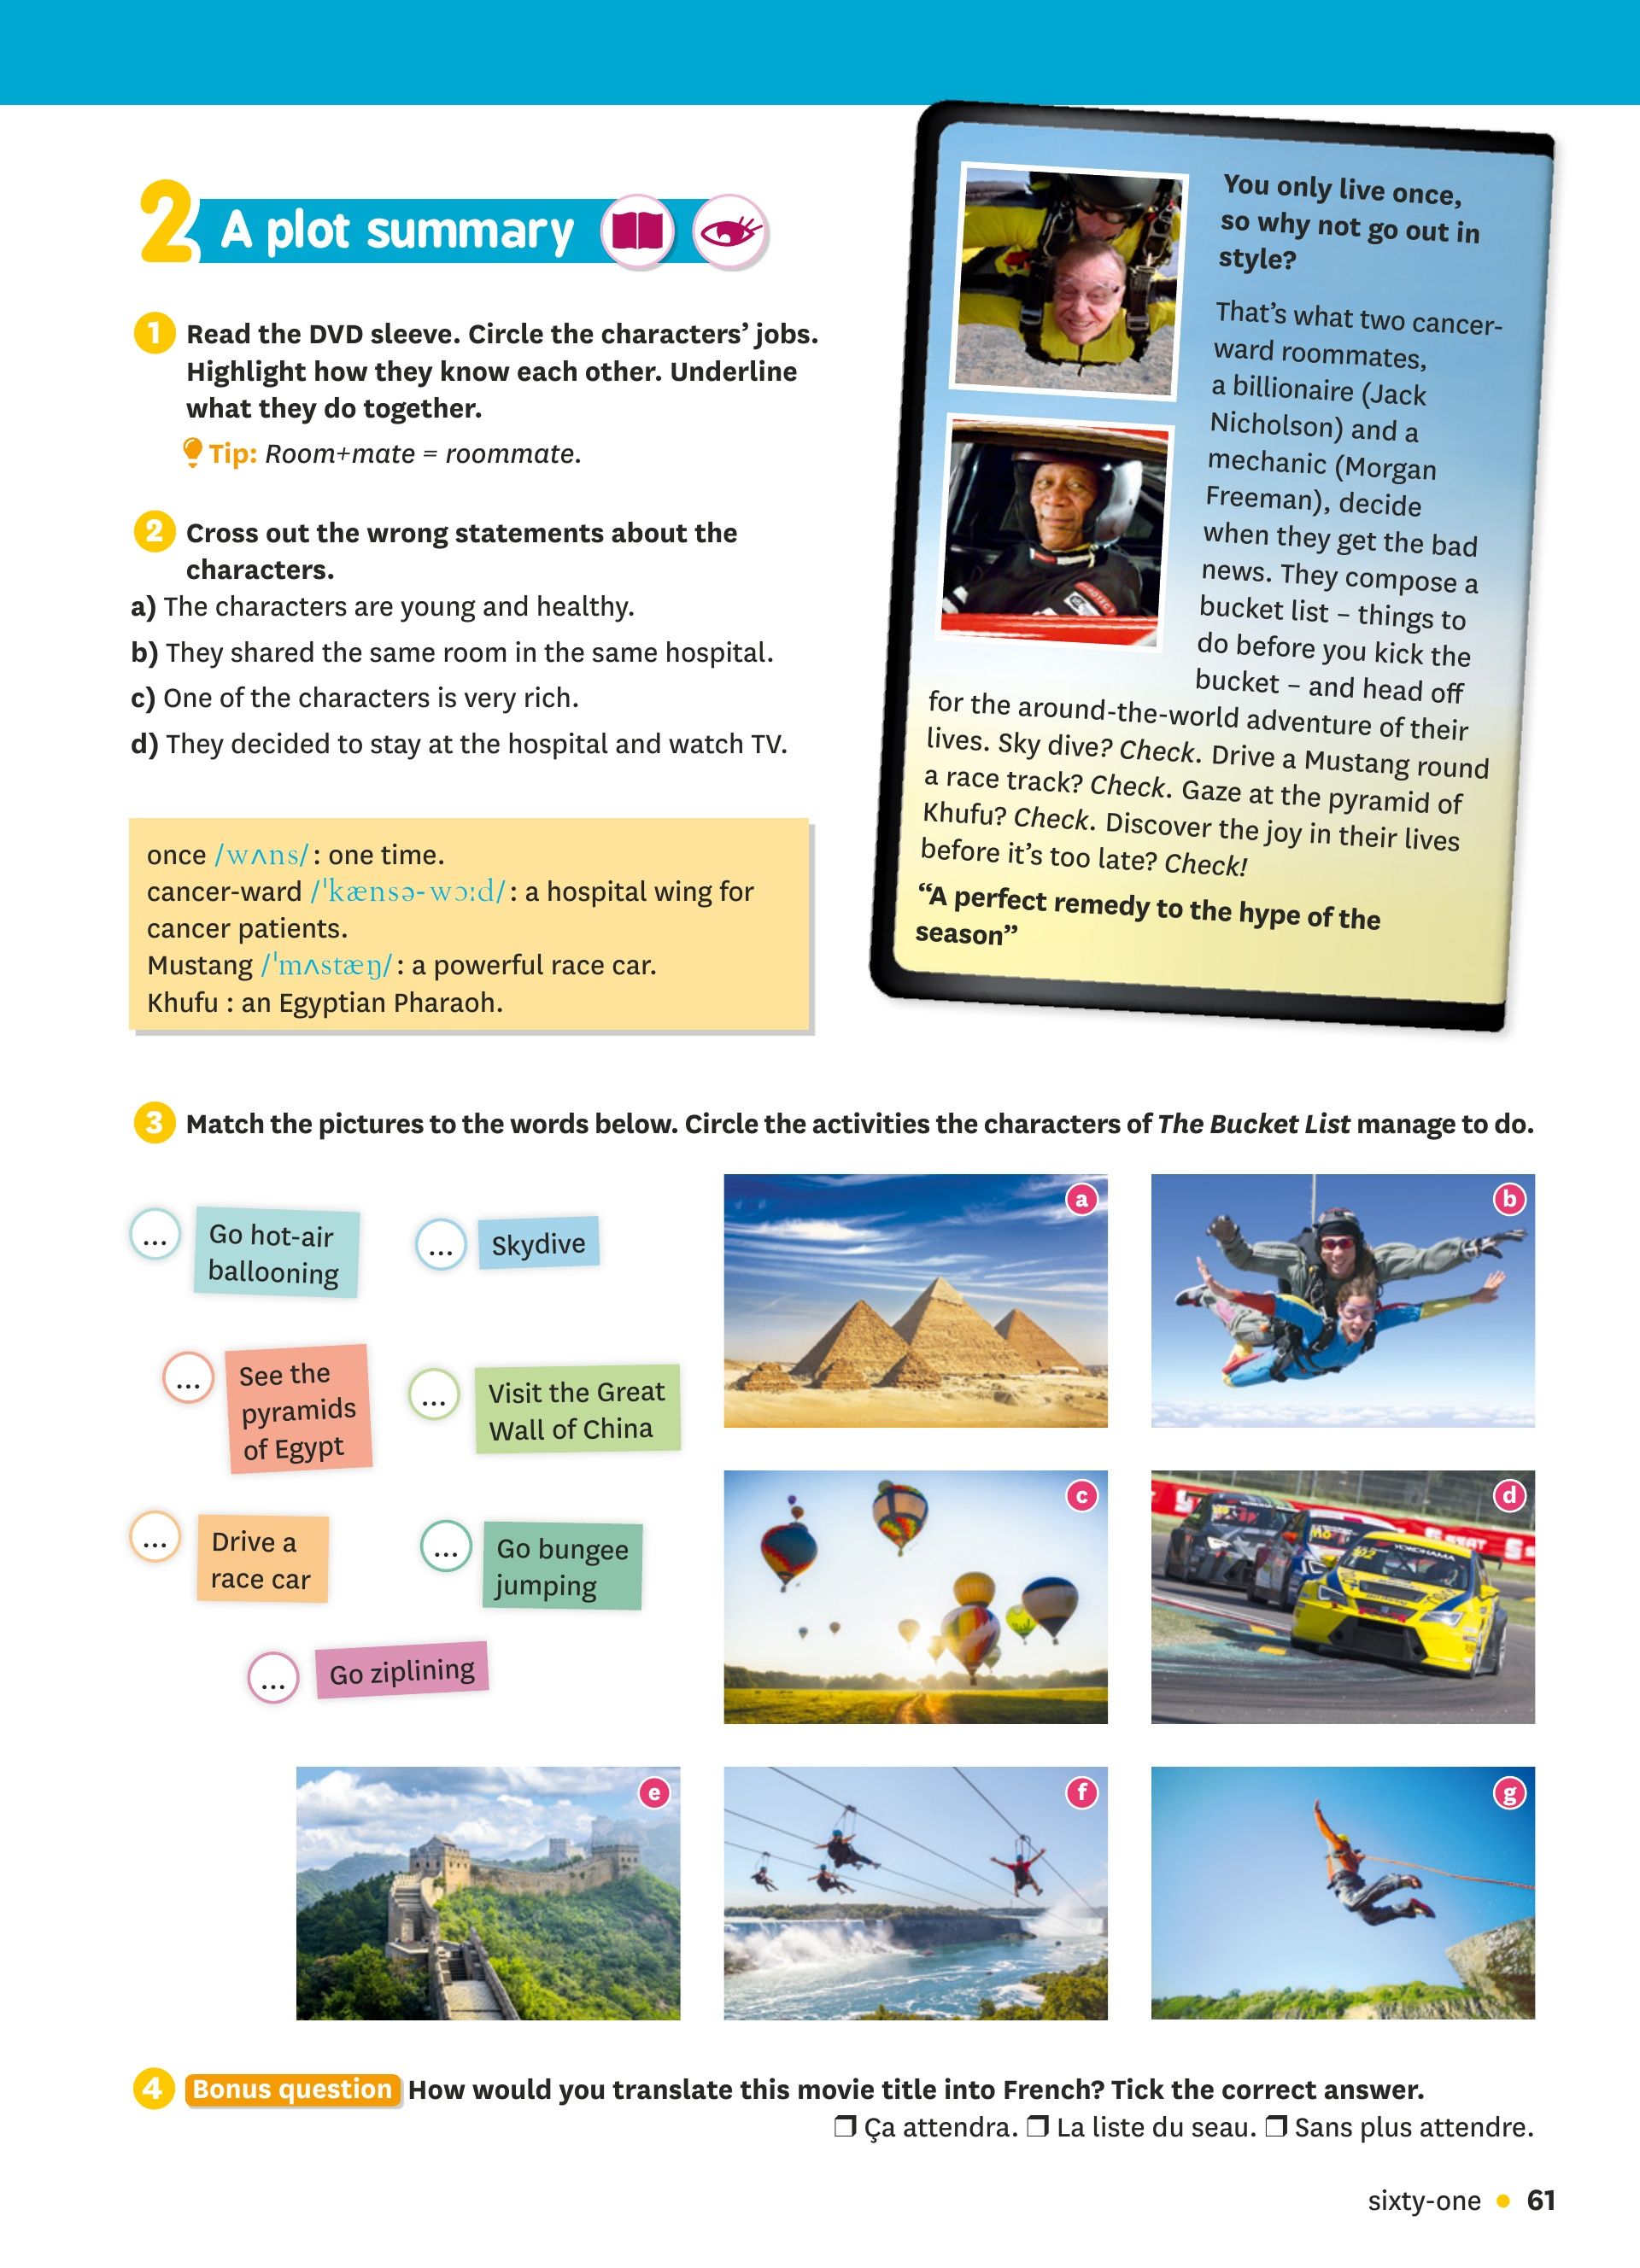 2 A plot summary
1 Read the DVD sleeve. Circle the characters’ jobs.
Highlight how they know each other. Underline
what they do together.
Tip: Room+mate = roommate.
2 Cross out the wrong statements about the
characters.
a) The characters are young and healthy.
b) They shared the same room in the same hospital.
c) One of the characters is very rich.
d) They decided to stay at the hospital and watch TV.
once /wʌns/ : one time.
cancer-ward /ˈkænsə-wɔːd/ : a hospital wing for
cancer patients.
Mustang /ˈmʌstæŋ/ : a powerful race car.
Khufu : an Egyptian Pharaoh.
You only live once,
so why not go out in
style?
That’s what two cancer-
ward roommates,
a billionaire (Jack
Nicholson) and a
mechanic (Morgan
Freeman), decide
when they get the bad
news. They compose a
bucket list – things to
do before you kick the
bucket – and head off
for the around-the-world adventure of their
lives. Sky dive? Check. Drive a Mustang round
a race track? Check. Gaze at the pyramid of
Khufu? Check. Discover the joy in their lives
before it’s too late? Check!
“A perfect remedy to the hype of the
season”
3 Match the pictures to the words below. Circle the activities the characters of The Bucket List manage to do.
... Go hot-air
ballooning
... Skydive
... See the
pyramids
of Egypt
... Visit the Great
Wall of China
... Drive a
race car
... Go bungee
jumping
... Go ziplining
a
b
c
d
YOKOHAMA
e
f
g
4 Bonus question How would you translate this movie title into French? Tick the correct answer.
❒ Ça attendra. ❒ La liste du seau. ❒ Sans plus attendre.
sixty-one • 61